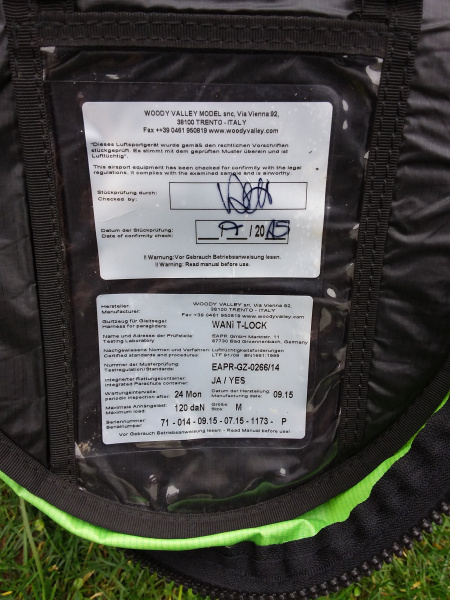 WOODY VALLEY MODEL snc, Via Vienna 92,
38100 TRENTO - ITALY
Fax ++39 0461 950819 www.woodyvalley.com
"Dieses Luftsportgerät wurde gemäß den rechtlichen Vorschriften
stückgeprüft. Es stimmt mit dem geprüften Muster überein und ist
Lufttüchtig".
This airsport equipment has been checked for confirmity with the legal
regulations. It complies with the examined sample and is airworthy.
Stückprüfung durch:
Checked by:
Datum der Stückprüfung:
Date of confirmity check:
9 / 20 15
!! Warnung: Vor Gebrauch Betriebsanweisung lesen.
!! Warning: Read manual before use.
Hersteller:
Manufacturer:
WOODY VALLEY srl, Via Vienna 92,
38100 TRENTO - ITALY
Fax +39 0461 950819 www.woodyvalley.com
Gurtzeug für Gleitsegel
Harness for paragliders:
WANI T-LOCK
Name und Adresse der Prüfstelle:
Testing Laboratory
EAPR GmbH Marktstr. 11
87730 Bad Groenenbach, Germany
Nachgewiesene Normen und Verfahren:
Certified standards and procedures:
Luftüchtigkeitsforderungen
LTF 91/09 EN1651:1999
Nummer der Musterprüfung:
Testregulation/Standards:
EAPR-GZ-0266/14
Integrierter Rettungscontainer:
Integrated Parachute container:
JA / YES
Wartungsintervalle:
periodic inspection after:
24 Mon
Datum der Herstellung:
Manufacturing date:
09.15
Maximale Anhängelast:
Maximum load:
120 daN
Größe
Size
M
Seriennummer:
Serialnumber:
71 - 014 - 09.15 - 07.15 - 1173 - P
Vor Gebrauch Betriebsanweisung lesen - Read Manual before use!